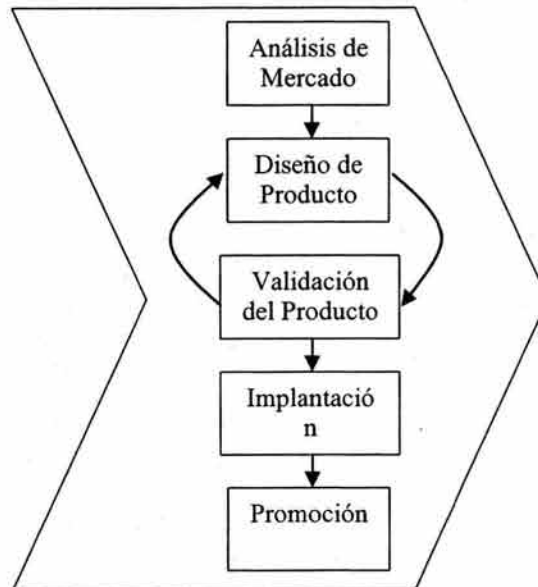 Análisis de
Mercado
Diseño de
Producto
Validación
del Producto
Implantació
n
Promoción